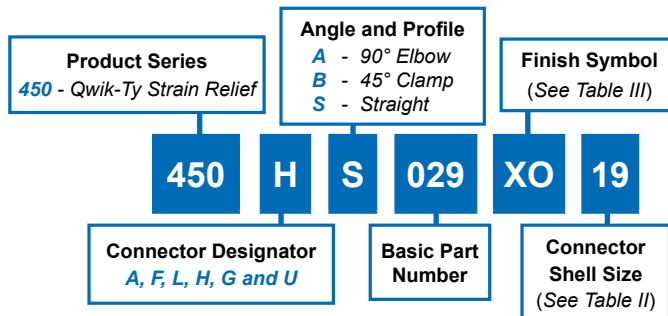 Product Series
450 - Qwik-Ty Strain Relief
Angle and Profile
A - 90° Elbow
B - 45° Clamp
S - Straight
Finish Symbol
(See Table III)
450 H S 029 XO 19
Connector Designator
A, F, L, H, G and U
Basic Part
Number
Connector
Shell Size
(See Table II)